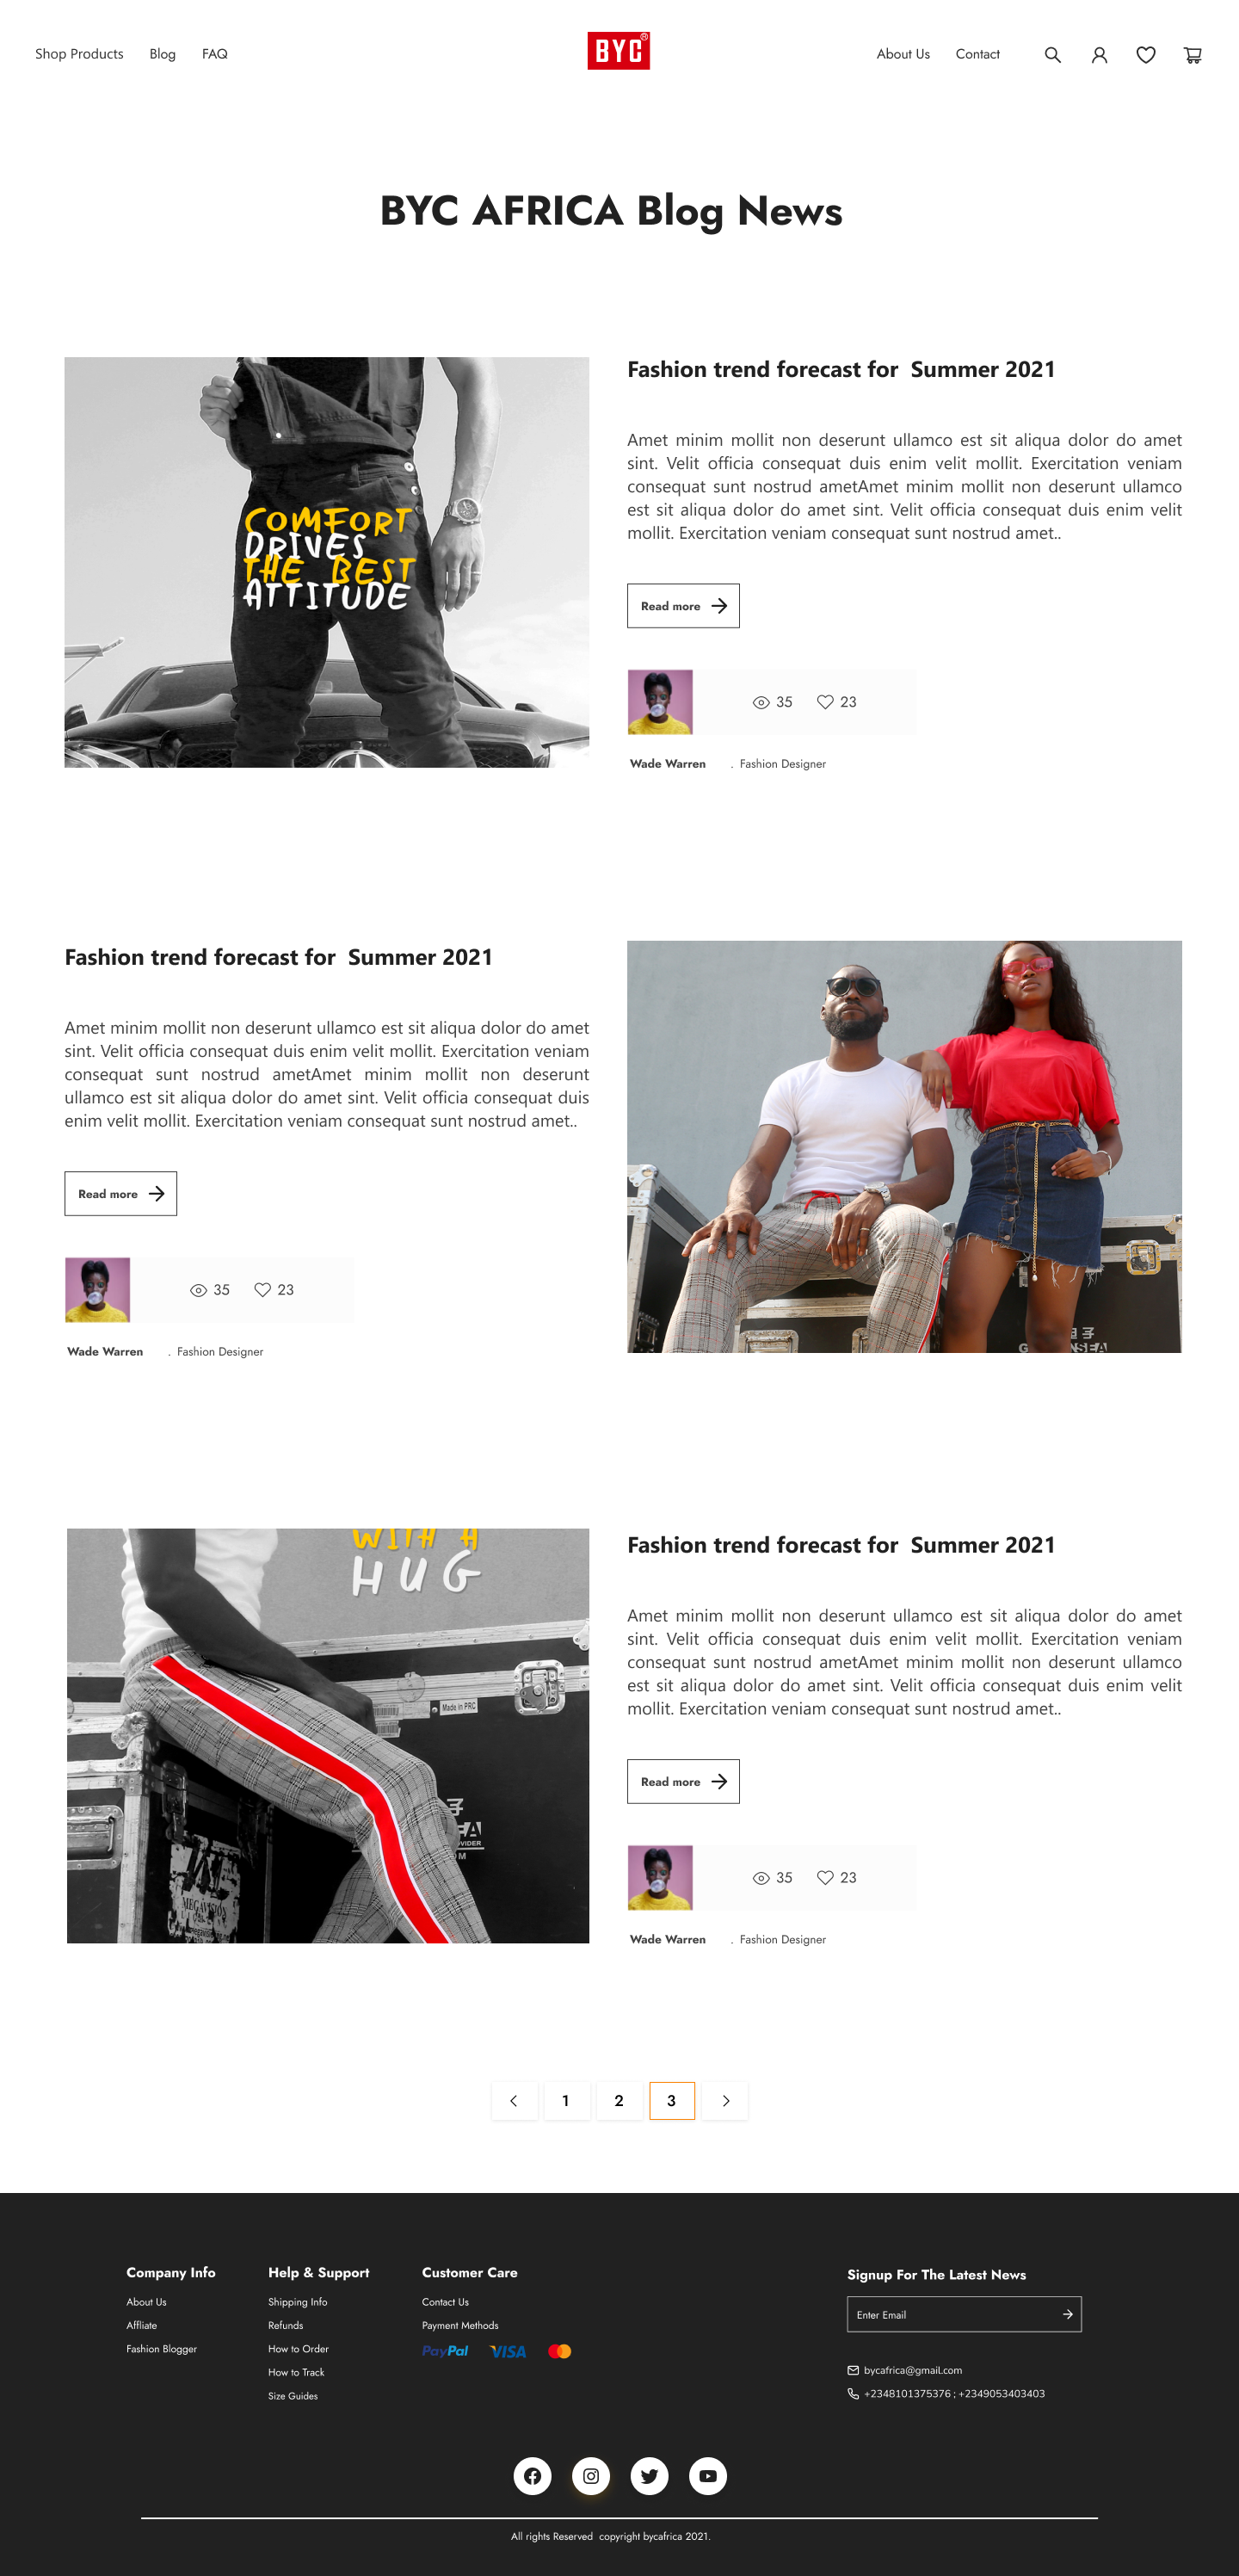 Shop Products Blog FAQ BYC® About Us Contact
BYC AFRICA Blog News
COMFORT
DRIVES
THE BEST
ATTITUDE
Fashion trend forecast for Summer 2021
Amet minim mollit non deserunt ullamco est sit aliqua dolor do amet
sint. Velit officia consequat duis enim velit mollit. Exercitation veniam
consequat sunt nostrud ametAmet minim mollit non deserunt ullamco
est sit aliqua dolor do amet sint. Velit officia consequat duis enim velit
mollit. Exercitation veniam consequat sunt nostrud amet..
Read more
35 23
Wade Warren . Fashion Designer
Fashion trend forecast for Summer 2021
Amet minim mollit non deserunt ullamco est sit aliqua dolor do amet
sint. Velit officia consequat duis enim velit mollit. Exercitation veniam
consequat sunt nostrud ametAmet minim mollit non deserunt
ullamco est sit aliqua dolor do amet sint. Velit officia consequat duis
enim velit mollit. Exercitation veniam consequat sunt nostrud amet..
Read more
35 23
Wade Warren . Fashion Designer
WITH A
HUG
Made in PRC
Fashion trend forecast for Summer 2021
Amet minim mollit non deserunt ullamco est sit aliqua dolor do amet
sint. Velit officia consequat duis enim velit mollit. Exercitation veniam
consequat sunt nostrud ametAmet minim mollit non deserunt ullamco
est sit aliqua dolor do amet sint. Velit officia consequat duis enim velit
mollit. Exercitation veniam consequat sunt nostrud amet..
Read more
35 23
Wade Warren . Fashion Designer
1 2 3
Company Info
About Us
Affliate
Fashion Blogger
Help & Support
Shipping Info
Refunds
How to Order
How to Track
Size Guides
Customer Care
Contact Us
Payment Methods
PayPal VISA
Signup For The Latest News
Enter Email
bycafrica@gmail.com
+2348101375376 ; +2349053403403
All rights Reserved copyright bycafrica 2021.